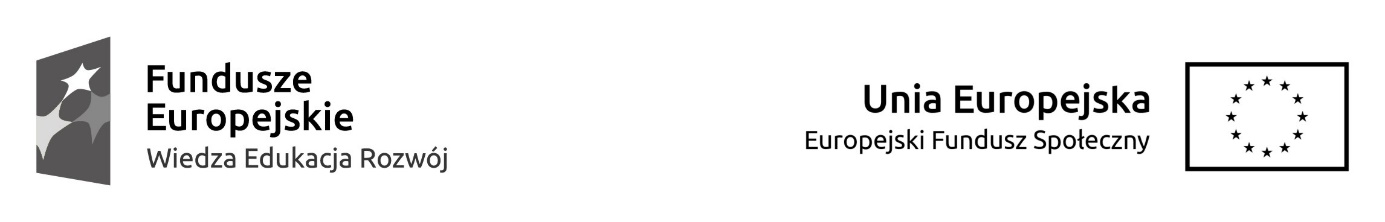 Fundusze
Europejskie
Wiedza Edukacja Rozwój
Unia Europejska
Europejski Fundusz Społeczny